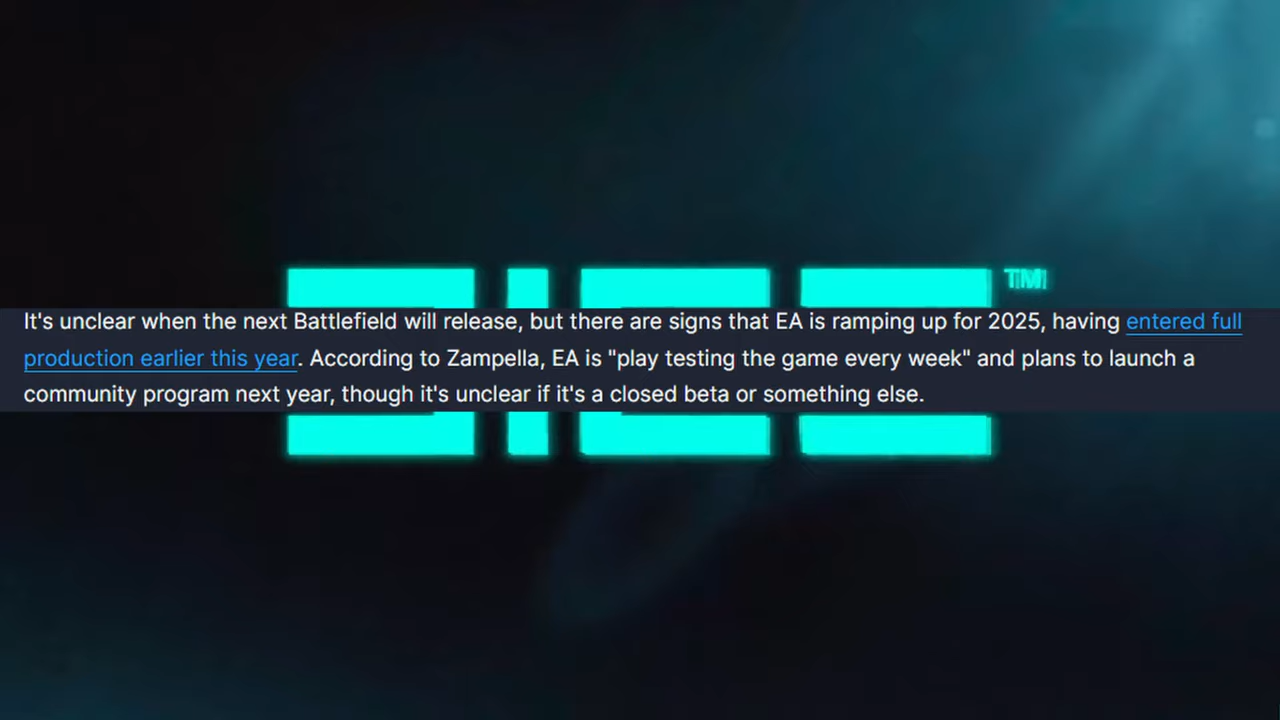 TM
It's unclear when the next Battlefield will release, but there are signs that EA is ramping up for 2025, having entered full
production earlier this year. According to Zampella, EA is "play testing the game every week" and plans to launch a
community program next year, though it's unclear if it's a closed beta or something else.